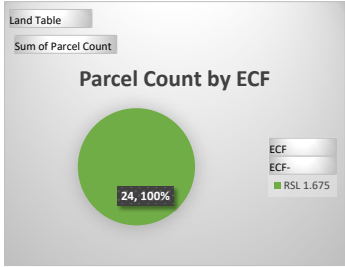 Land Table
Sum of Parcel Count
Parcel Count by ECF
24, 100%
ECF
ECF-
RSL 1.675